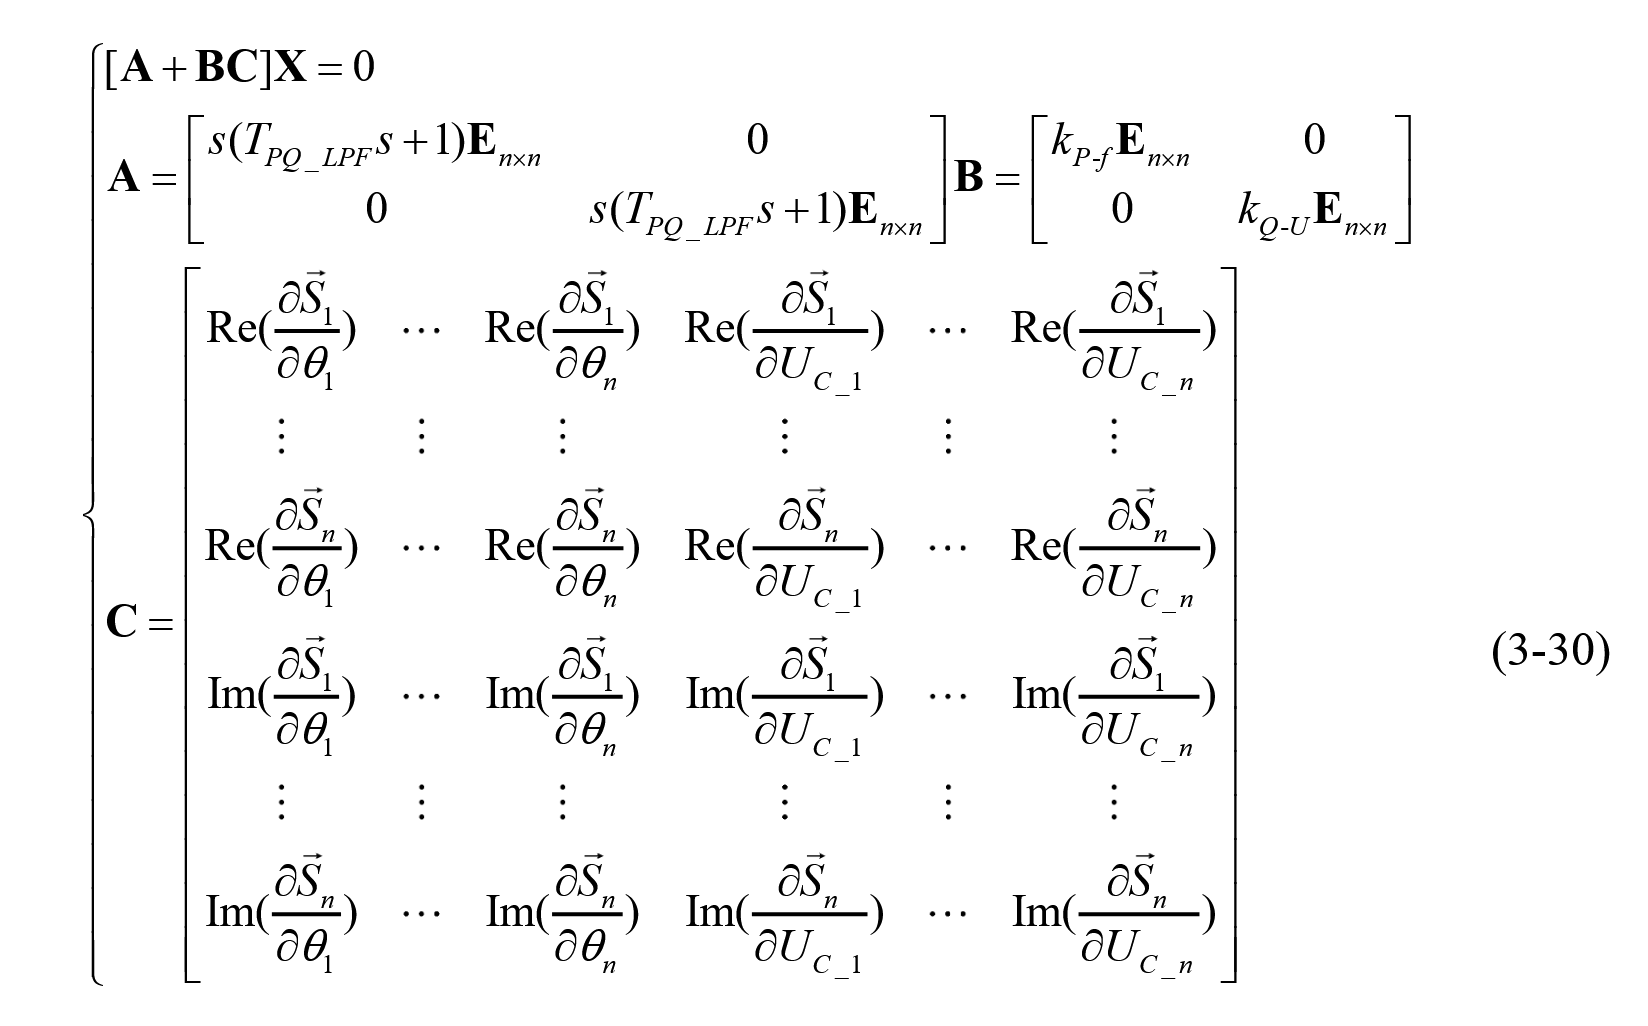 [A + BC]X = 0
A = [s(T_{PQ_LPF}s + 1)E_{n×n} 0; 0 s(T_{PQ_LPF}s + 1)E_{n×n}] B = [k_{P-f}E_{n×n} 0; 0 k_{Q-U}E_{n×n}]
Re(∂S⃗_1/∂θ_1) ⋯ Re(∂S⃗_1/∂θ_n) Re(∂S⃗_1/∂U_{C_1}) ⋯ Re(∂S⃗_1/∂U_{C_n})
⋮ ⋮ ⋮ ⋮ ⋮ ⋮
Re(∂S⃗_n/∂θ_1) ⋯ Re(∂S⃗_n/∂θ_n) Re(∂S⃗_n/∂U_{C_1}) ⋯ Re(∂S⃗_n/∂U_{C_n})
C =
Im(∂S⃗_1/∂θ_1) ⋯ Im(∂S⃗_1/∂θ_n) Im(∂S⃗_1/∂U_{C_1}) ⋯ Im(∂S⃗_1/∂U_{C_n})
⋮ ⋮ ⋮ ⋮ ⋮ ⋮
Im(∂S⃗_n/∂θ_1) ⋯ Im(∂S⃗_n/∂θ_n) Im(∂S⃗_n/∂U_{C_1}) ⋯ Im(∂S⃗_n/∂U_{C_n})
(3-30)